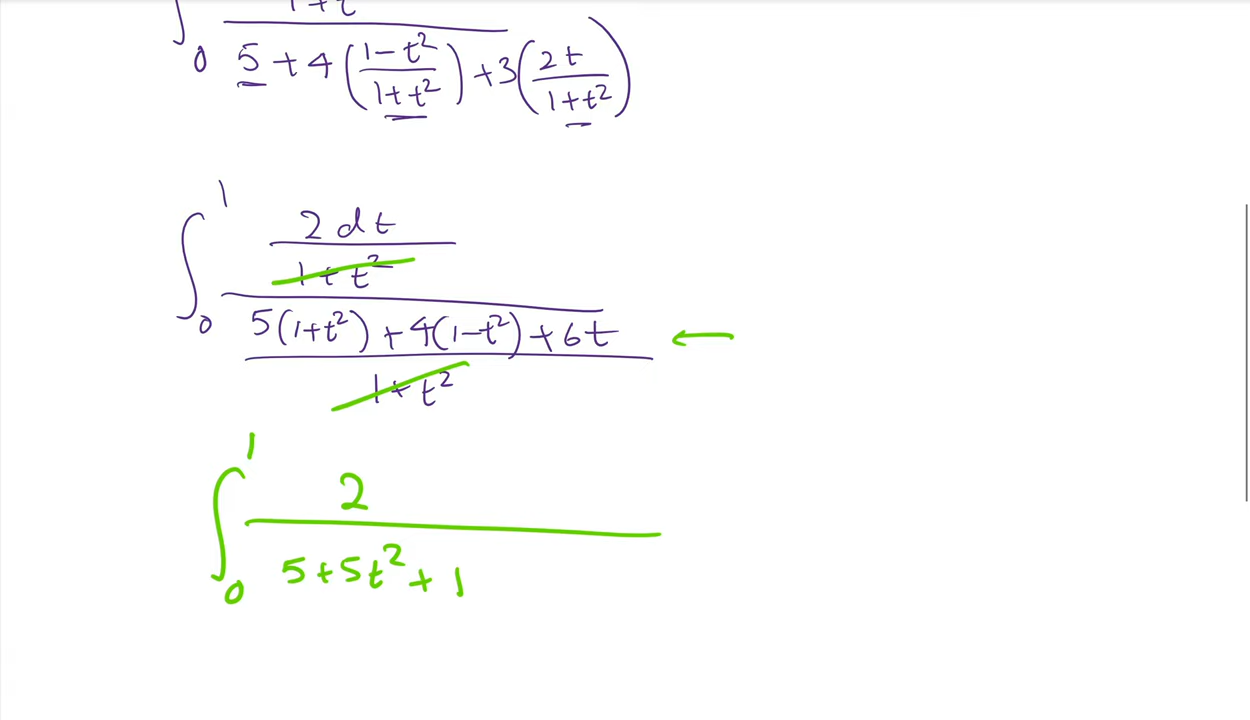 ∫₀ 1+t
5 + 4 ( (1-t²)/(1+t²) ) + 3 ( 2t/(1+t²) )
∫₀¹ 2 dt
1+t²
5(1+t²) + 4(1-t²) + 6t ←
1+t²
∫₀¹ 2
5+5t²+1